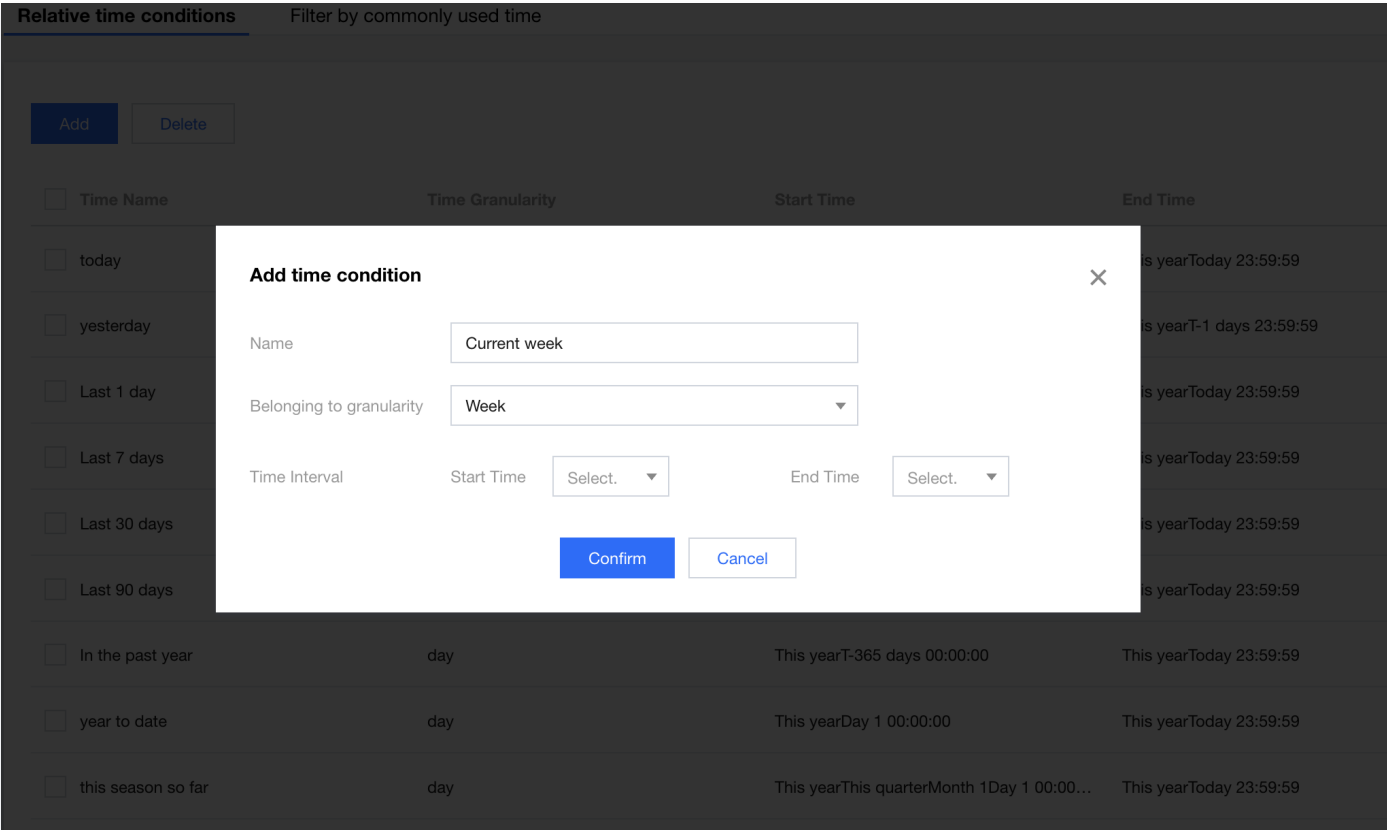 Relative time conditions Filter by commonly used time
Add Delete
Time Name Time Granularity Start Time End Time
today is yearToday 23:59:59
Add time condition
yesterday is yearT-1 days 23:59:59
Name Current week
Last 1 day is yearToday 23:59:59
Belonging to granularity Week
Last 7 days is yearToday 23:59:59
Time Interval Start Time Select. End Time Select.
Last 30 days is yearToday 23:59:59
Confirm Cancel
Last 90 days is yearToday 23:59:59
In the past year day This yearT-365 days 00:00:00 This yearToday 23:59:59
year to date day This yearDay 1 00:00:00 This yearToday 23:59:59
this season so far day This yearThis quarterMonth 1Day 1 00:00... This yearToday 23:59:59